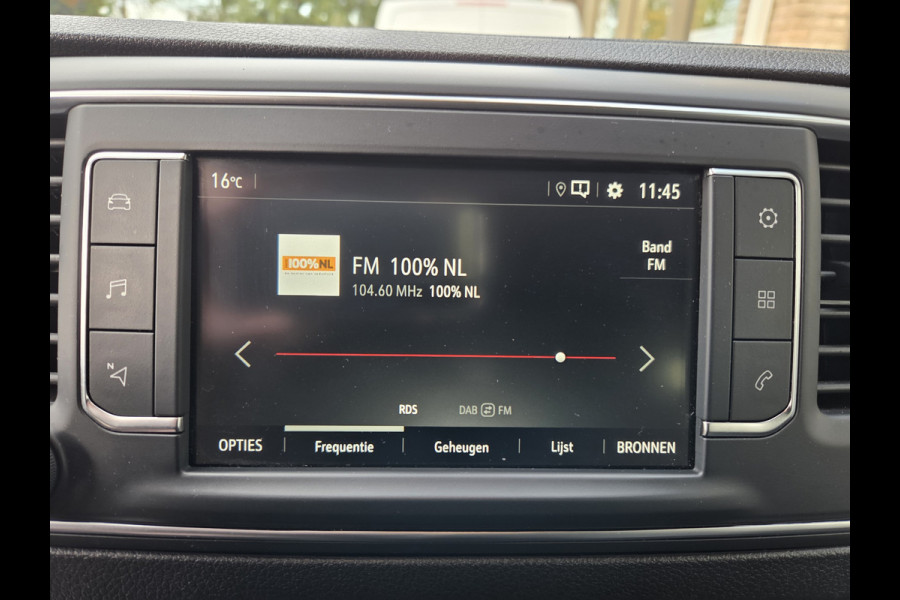 16°C
11:45
N
100%NL
FM 100% NL
104.60 MHz 100% NL
Band
FM
RDS
DAB FM
OPTIES
Frequentie
Geheugen
Lijst
BRONNEN